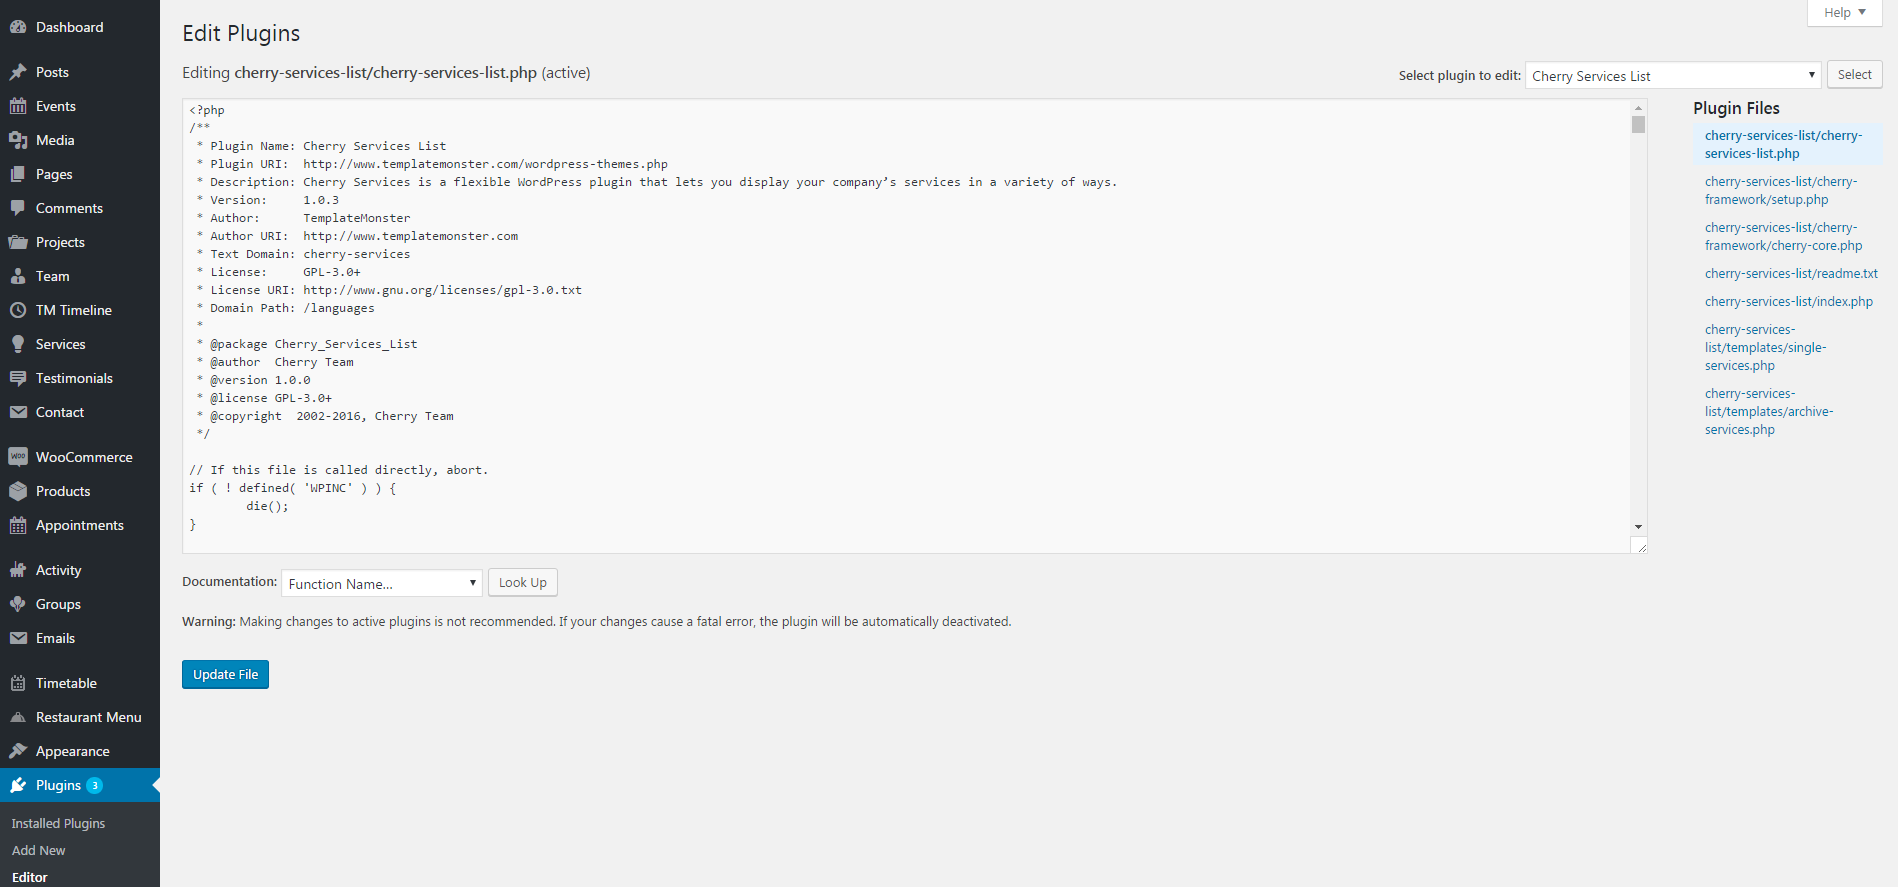 Dashboard
Posts
Events
Media
Pages
Comments
Projects
Team
TM Timeline
Services
Testimonials
Contact
WooCommerce
Products
Appointments
Activity
Groups
Emails
Timetable
Restaurant Menu
Appearance
Plugins 3
Installed Plugins
Add New
Editor
Help
Edit Plugins
Editing cherry-services-list/cherry-services-list.php (active)
Select plugin to edit: Cherry Services List Select
<?php
/**
 * Plugin Name: Cherry Services List
 * Plugin URI:  http://www.templatemonster.com/wordpress-themes.php
 * Description: Cherry Services is a flexible WordPress plugin that lets you display your company’s services in a variety of ways.
 * Version:     1.0.3
 * Author:      TemplateMonster
 * Author URI:  http://www.templatemonster.com
 * Text Domain: cherry-services
 * License:     GPL-3.0+
 * License URI: http://www.gnu.org/licenses/gpl-3.0.txt
 * Domain Path: /languages
 *
 * @package Cherry_Services_List
 * @author  Cherry Team
 * @version 1.0.0
 * @license GPL-3.0+
 * @copyright  2002-2016, Cherry Team
 */
// If this file is called directly, abort.
if ( ! defined( 'WPINC' ) ) {
        die();
}
Documentation: Function Name... Look Up
Warning: Making changes to active plugins is not recommended. If your changes cause a fatal error, the plugin will be automatically deactivated.
Update File
Plugin Files
cherry-services-list/cherry-
services-list.php
cherry-services-list/cherry-
framework/setup.php
cherry-services-list/cherry-
framework/cherry-core.php
cherry-services-list/readme.txt
cherry-services-list/index.php
cherry-services-
list/templates/single-
services.php
cherry-services-
list/templates/archive-
services.php